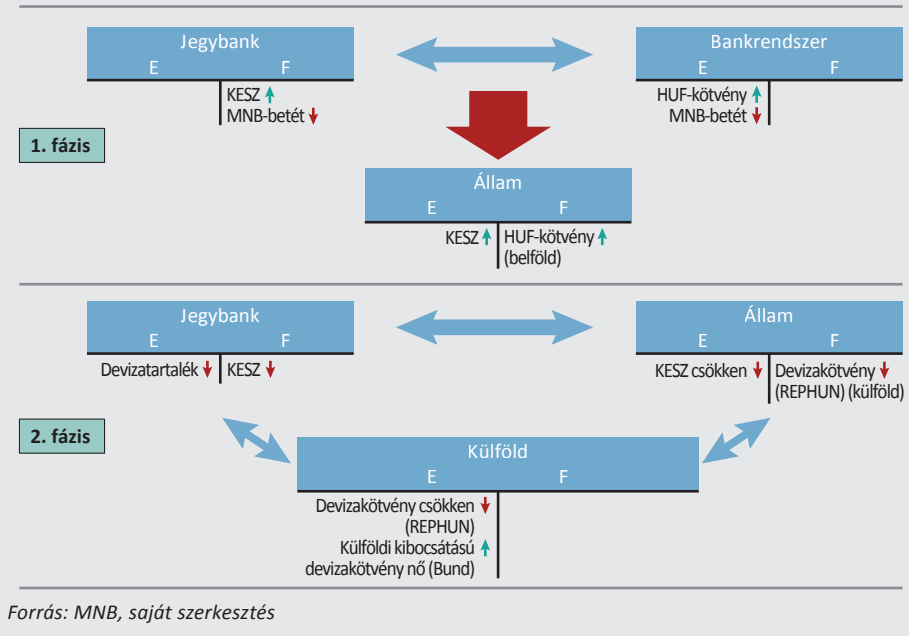 Jegybank
E F
KESZ
MNB-betét
Bankrendszer
E F
HUF-kötvény
MNB-betét
1. fázis
Állam
E F
KESZ
HUF-kötvény
(belföld)
Jegybank
E F
Devizatartalék
KESZ
Állam
E F
KESZ csökken
Devizakötvény
(REPHUN) (külföld)
2. fázis
Külföld
E F
Devizakötvény csökken
(REPHUN)
Külföldi kibocsátású
devizakötvény nő (Bund)
Forrás: MNB, saját szerkesztés